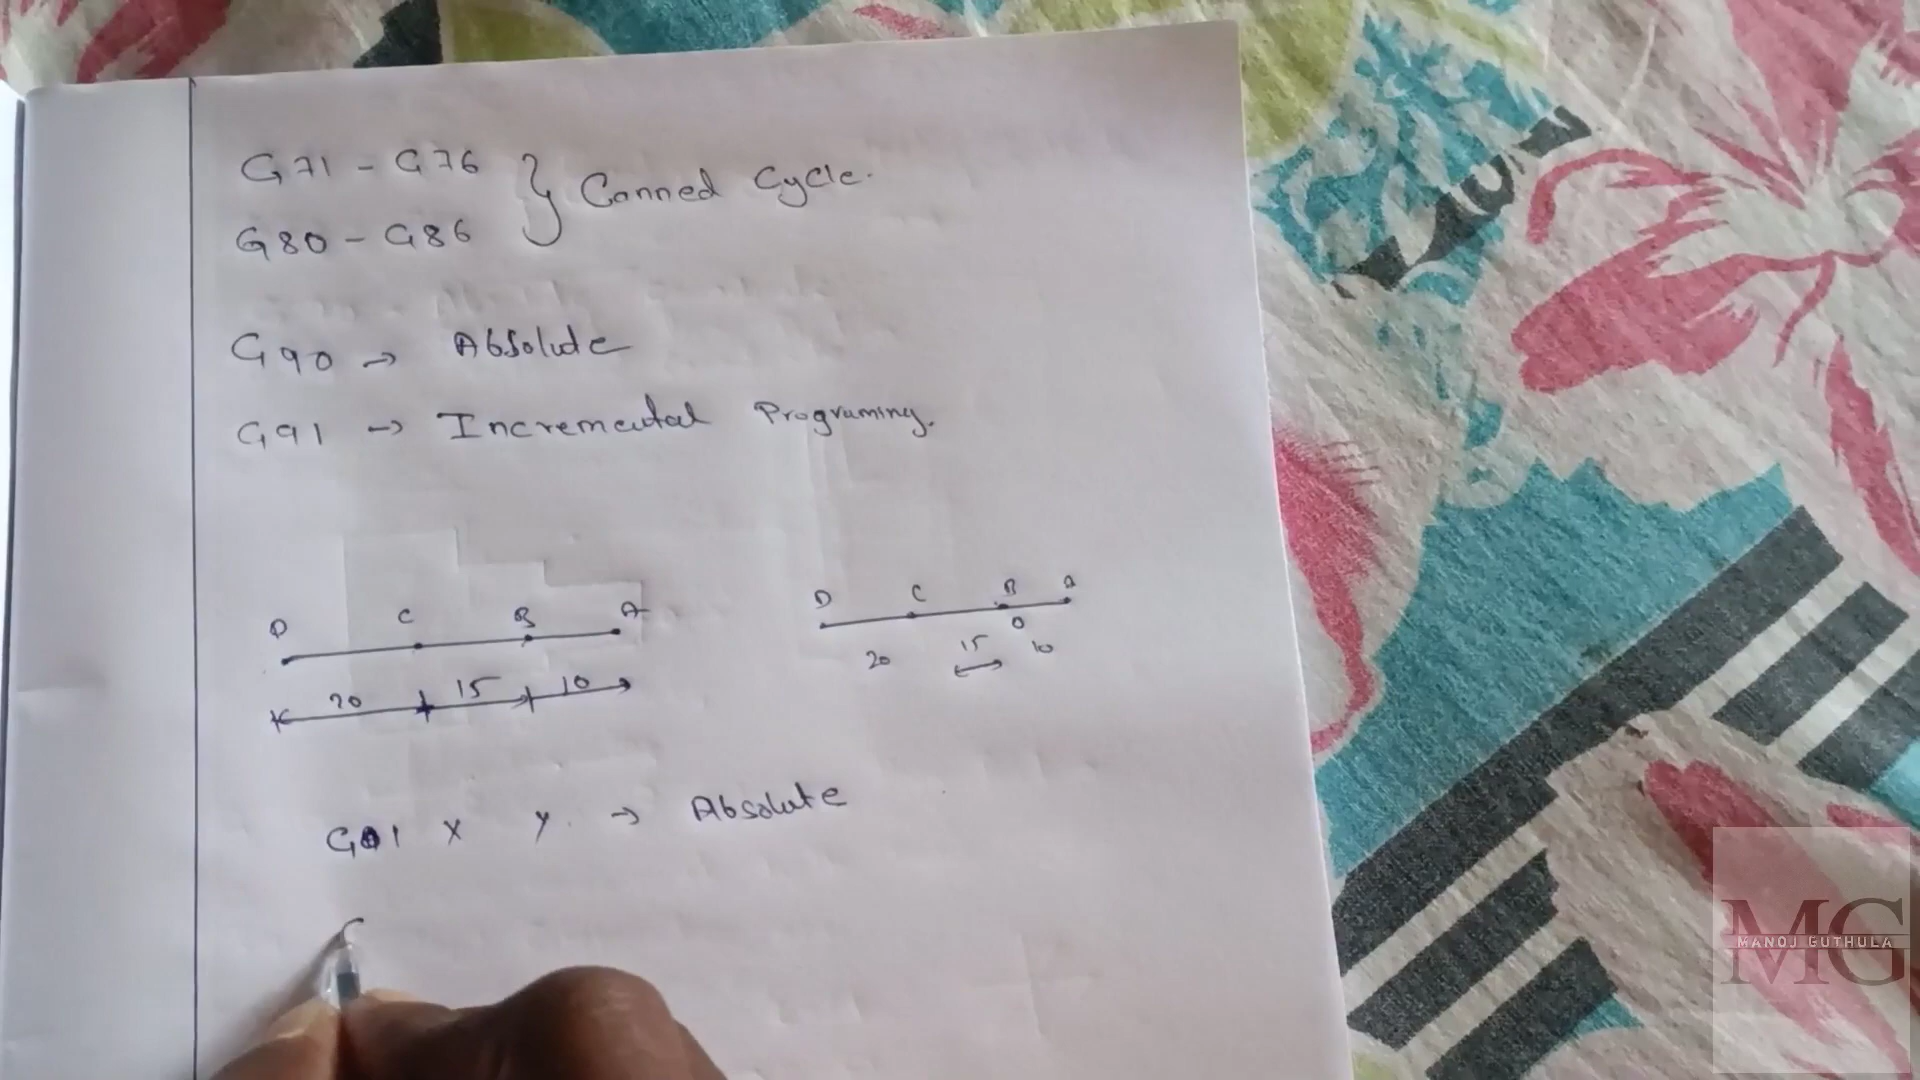 G71 - G76 } Canned Cycle.
G80 - G86
G90 → Absolute
G91 → Incremental Programing.
D C B A
20 15 10
D C B A
0
20 15 10
G01 X Y. → Absolute
G
MG
MANOJ GUTHULA